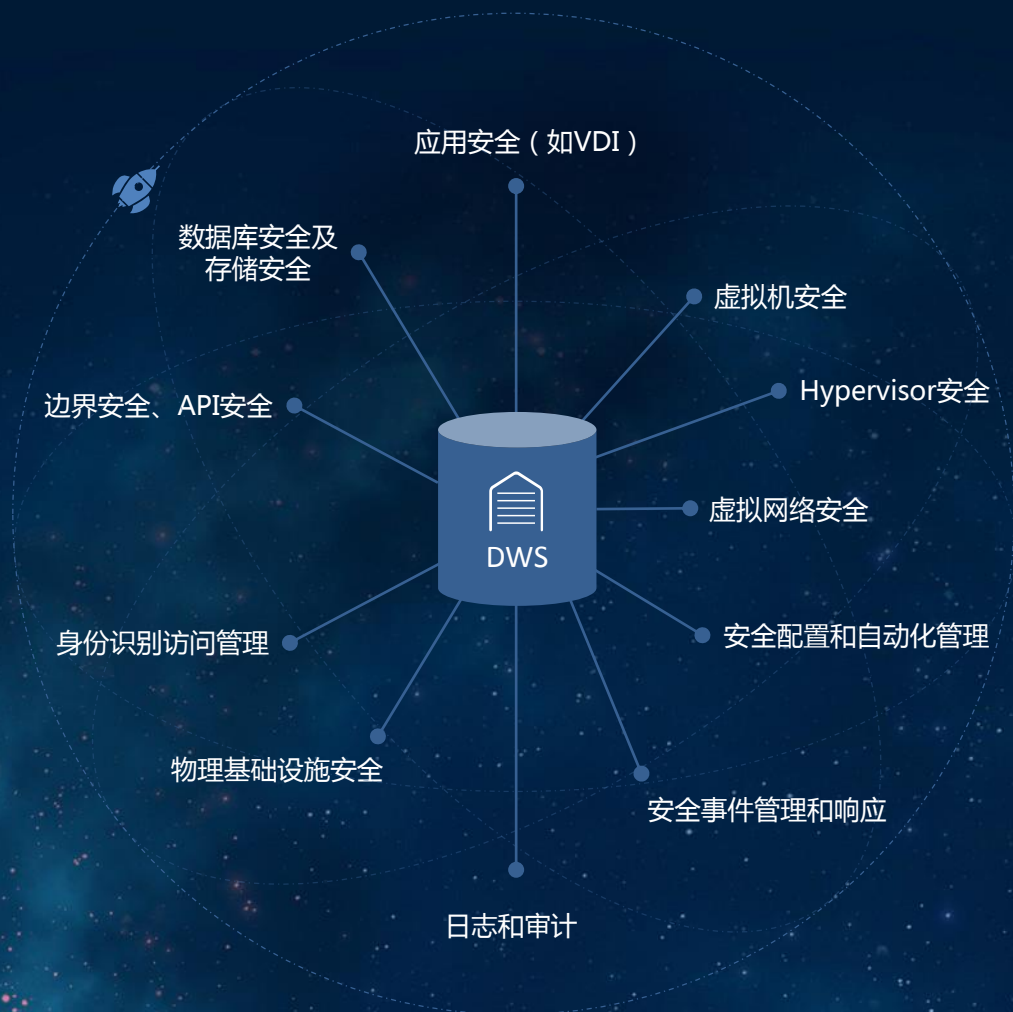 应用安全（如VDI）
数据库安全及
存储安全
虚拟机安全
边界安全、API安全
Hypervisor安全
虚拟网络安全
DWS
身份识别访问管理
安全配置和自动化管理
物理基础设施安全
安全事件管理和响应
日志和审计